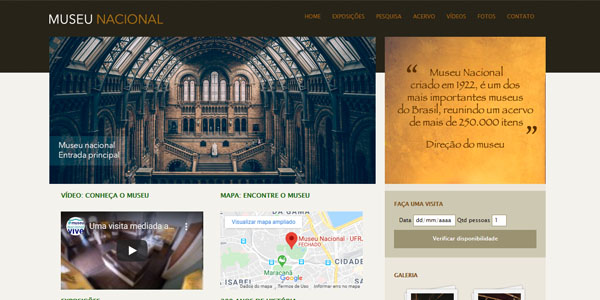 MUSEU NACIONAL
HOME EXPOSIÇÕES PESQUISA ACERVO VÍDEOS FOTOS CONTATO
Museu nacional
Entrada principal
“ Museu Nacional
criado em 1922, é um dos
mais importantes museus
do Brasil, reunindo um acervo
de mais de 250.000 itens ”
Direção do museu
VÍDEO: CONHEÇA O MUSEU
Uma visita mediada a...
VIVO
MAPA: ENCONTRE O MUSEU
DA GAMA
Visualizar mapa ampliado
Museu Nacional - UFR.
FECHADO
Maracanã
ISABEL
Dados do mapa Termos de Uso Informar erro no mapa
FAÇA UMA VISITA
Data dd/mm/aaaa Qtd pessoas 1
Verificar disponibilidade
GALERIA